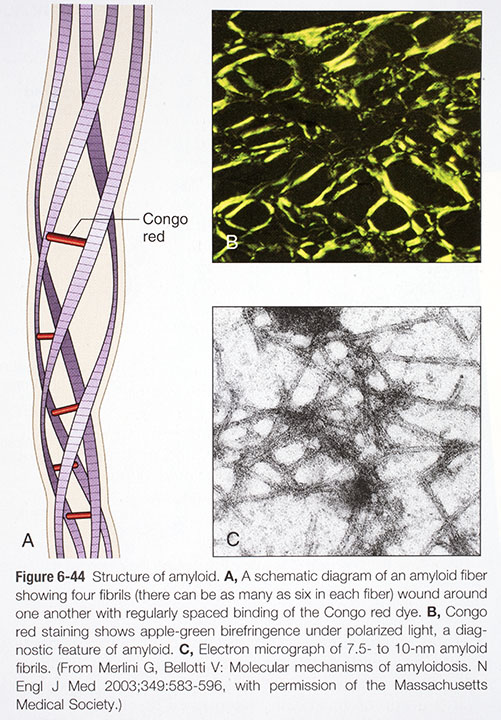 Congo
red
B
A
C
Figure 6-44 Structure of amyloid. A, A schematic diagram of an amyloid fiber
showing four fibrils (there can be as many as six in each fiber) wound around
one another with regularly spaced binding of the Congo red dye. B, Congo
red staining shows apple-green birefringence under polarized light, a diag-
nostic feature of amyloid. C, Electron micrograph of 7.5- to 10-nm amyloid
fibrils. (From Merlini G, Bellotti V: Molecular mechanisms of amyloidosis. N
Engl J Med 2003;349:583-596, with permission of the Massachusetts
Medical Society.)